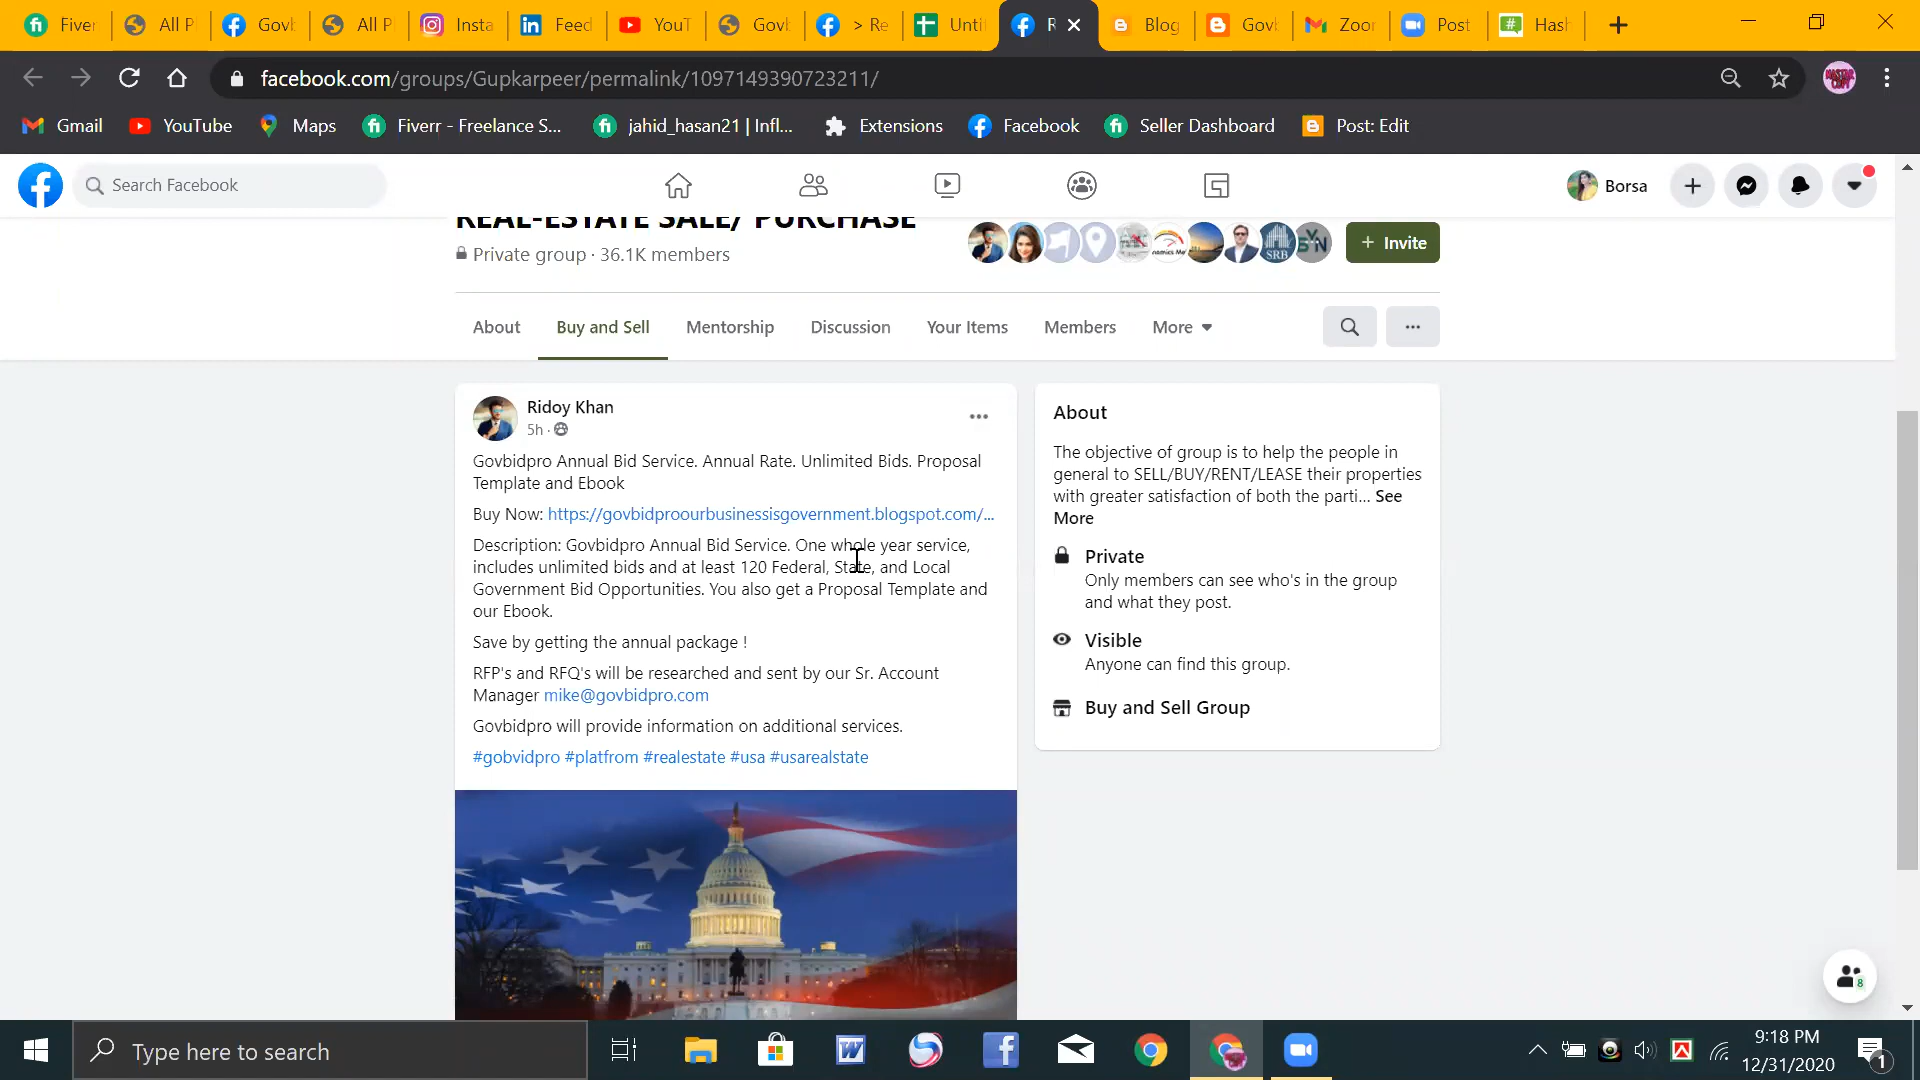 Fiver
All P
Govb
All P
Insta
Feed
YouT
Govb
> Re
Unti
R
Blog
Govb
Zoor
Post
Hash
facebook.com/groups/Gupkarpeer/permalink/1097149390723211/
Gmail
YouTube
Maps
Fiverr - Freelance S...
jahid_hasan21 | Infl...
Extensions
Facebook
Seller Dashboard
Post: Edit
Search Facebook
Borsa
REAL-ESTATE SALE/ PURCHASE
Private group · 36.1K members
SRB
+ Invite
About
Buy and Sell
Mentorship
Discussion
Your Items
Members
More
Ridoy Khan
5h ·
Govbidpro Annual Bid Service. Annual Rate. Unlimited Bids. Proposal
Template and Ebook
Buy Now: https://govbidproourbusinessisgovernment.blogspot.com/...
Description: Govbidpro Annual Bid Service. One whole year service,
includes unlimited bids and at least 120 Federal, State, and Local
Government Bid Opportunities. You also get a Proposal Template and
our Ebook.
Save by getting the annual package !
RFP's and RFQ's will be researched and sent by our Sr. Account
Manager mike@govbidpro.com
Govbidpro will provide information on additional services.
#gobvidpro #platfrom #realestate #usa #usarealstate
About
The objective of group is to help the people in
general to SELL/BUY/RENT/LEASE their properties
with greater satisfaction of both the parti... See
More
Private
Only members can see who's in the group
and what they post.
Visible
Anyone can find this group.
Buy and Sell Group
8
Type here to search
9:18 PM
12/31/2020
1